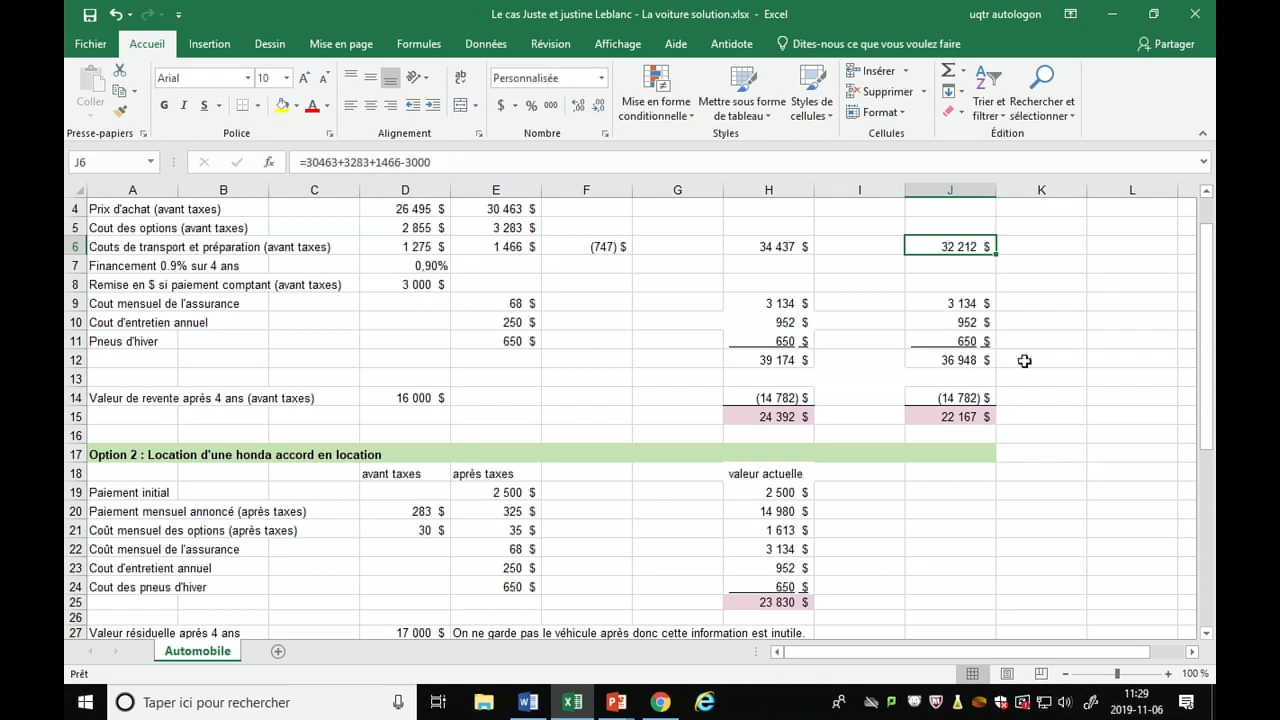 Le cas Juste et justine Leblanc - La voiture solution.xlsx - Excel uqtr autologon
Fichier Accueil Insertion Dessin Mise en page Formules Données Révision Affichage Aide Antidote Dites-nous ce que vous voulez faire Partager
Coller Arial 10 Personnalisée Insérer
Supprimer
Format
G I S $ % 000
Mise en forme conditionnelle Mettre sous forme de tableau Styles de cellules Trier et filtrer Rechercher et sélectionner
Presse-papiers Police Alignement Nombre Styles Cellules Édition
J6 fx =30463+3283+1466-3000
A B C D E F G H I J K L
4 Prix d'achat (avant taxes) 26 495 $ 30 463 $
5 Cout des options (avant taxes) 2 855 $ 3 283 $
6 Couts de transport et préparation (avant taxes) 1 275 $ 1 466 $ (747) $ 34 437 $ 32 212 $
7 Financement 0.9% sur 4 ans 0,90%
8 Remise en $ si paiement comptant (avant taxes) 3 000 $
9 Cout mensuel de l'assurance 68 $ 3 134 $ 3 134 $
10 Cout d'entretien annuel 250 $ 952 $ 952 $
11 Pneus d'hiver 650 $ 650 $ 650 $
12 39 174 $ 36 948 $
13
14 Valeur de revente après 4 ans (avant taxes) 16 000 $ (14 782) $ (14 782) $
15 24 392 $ 22 167 $
16
17 Option 2 : Location d'une honda accord en location
18 avant taxes après taxes valeur actuelle
19 Paiement initial 2 500 $ 2 500 $
20 Paiement mensuel annoncé (après taxes) 283 $ 325 $ 14 980 $
21 Coût mensuel des options (après taxes) 30 $ 35 $ 1 613 $
22 Coût mensuel de l'assurance 68 $ 3 134 $
23 Cout d'entretient annuel 250 $ 952 $
24 Cout des pneus d'hiver 650 $ 650 $
25 23 830 $
26
27 Valeur résiduelle après 4 ans 17 000 $ On ne garde pas le véhicule après donc cette information est inutile.
Automobile
Prêt 100 %
Taper ici pour rechercher 11:29
2019-11-06